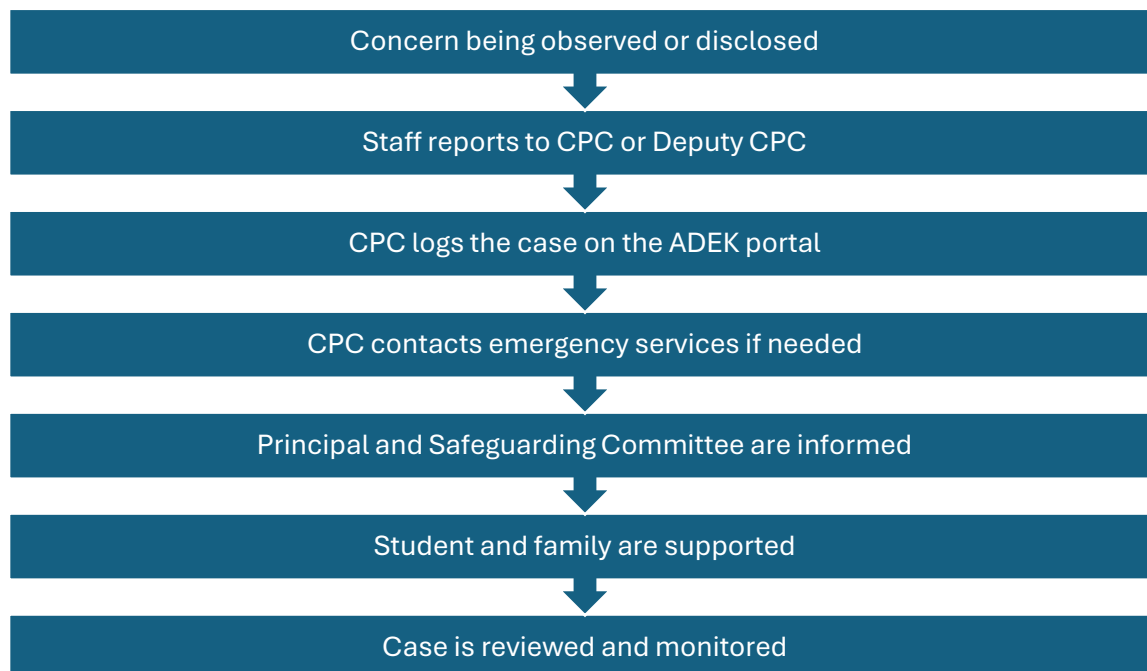 Concern being observed or disclosed
Staff reports to CPC or Deputy CPC
CPC logs the case on the ADEK portal
CPC contacts emergency services if needed
Principal and Safeguarding Committee are informed
Student and family are supported
Case is reviewed and monitored